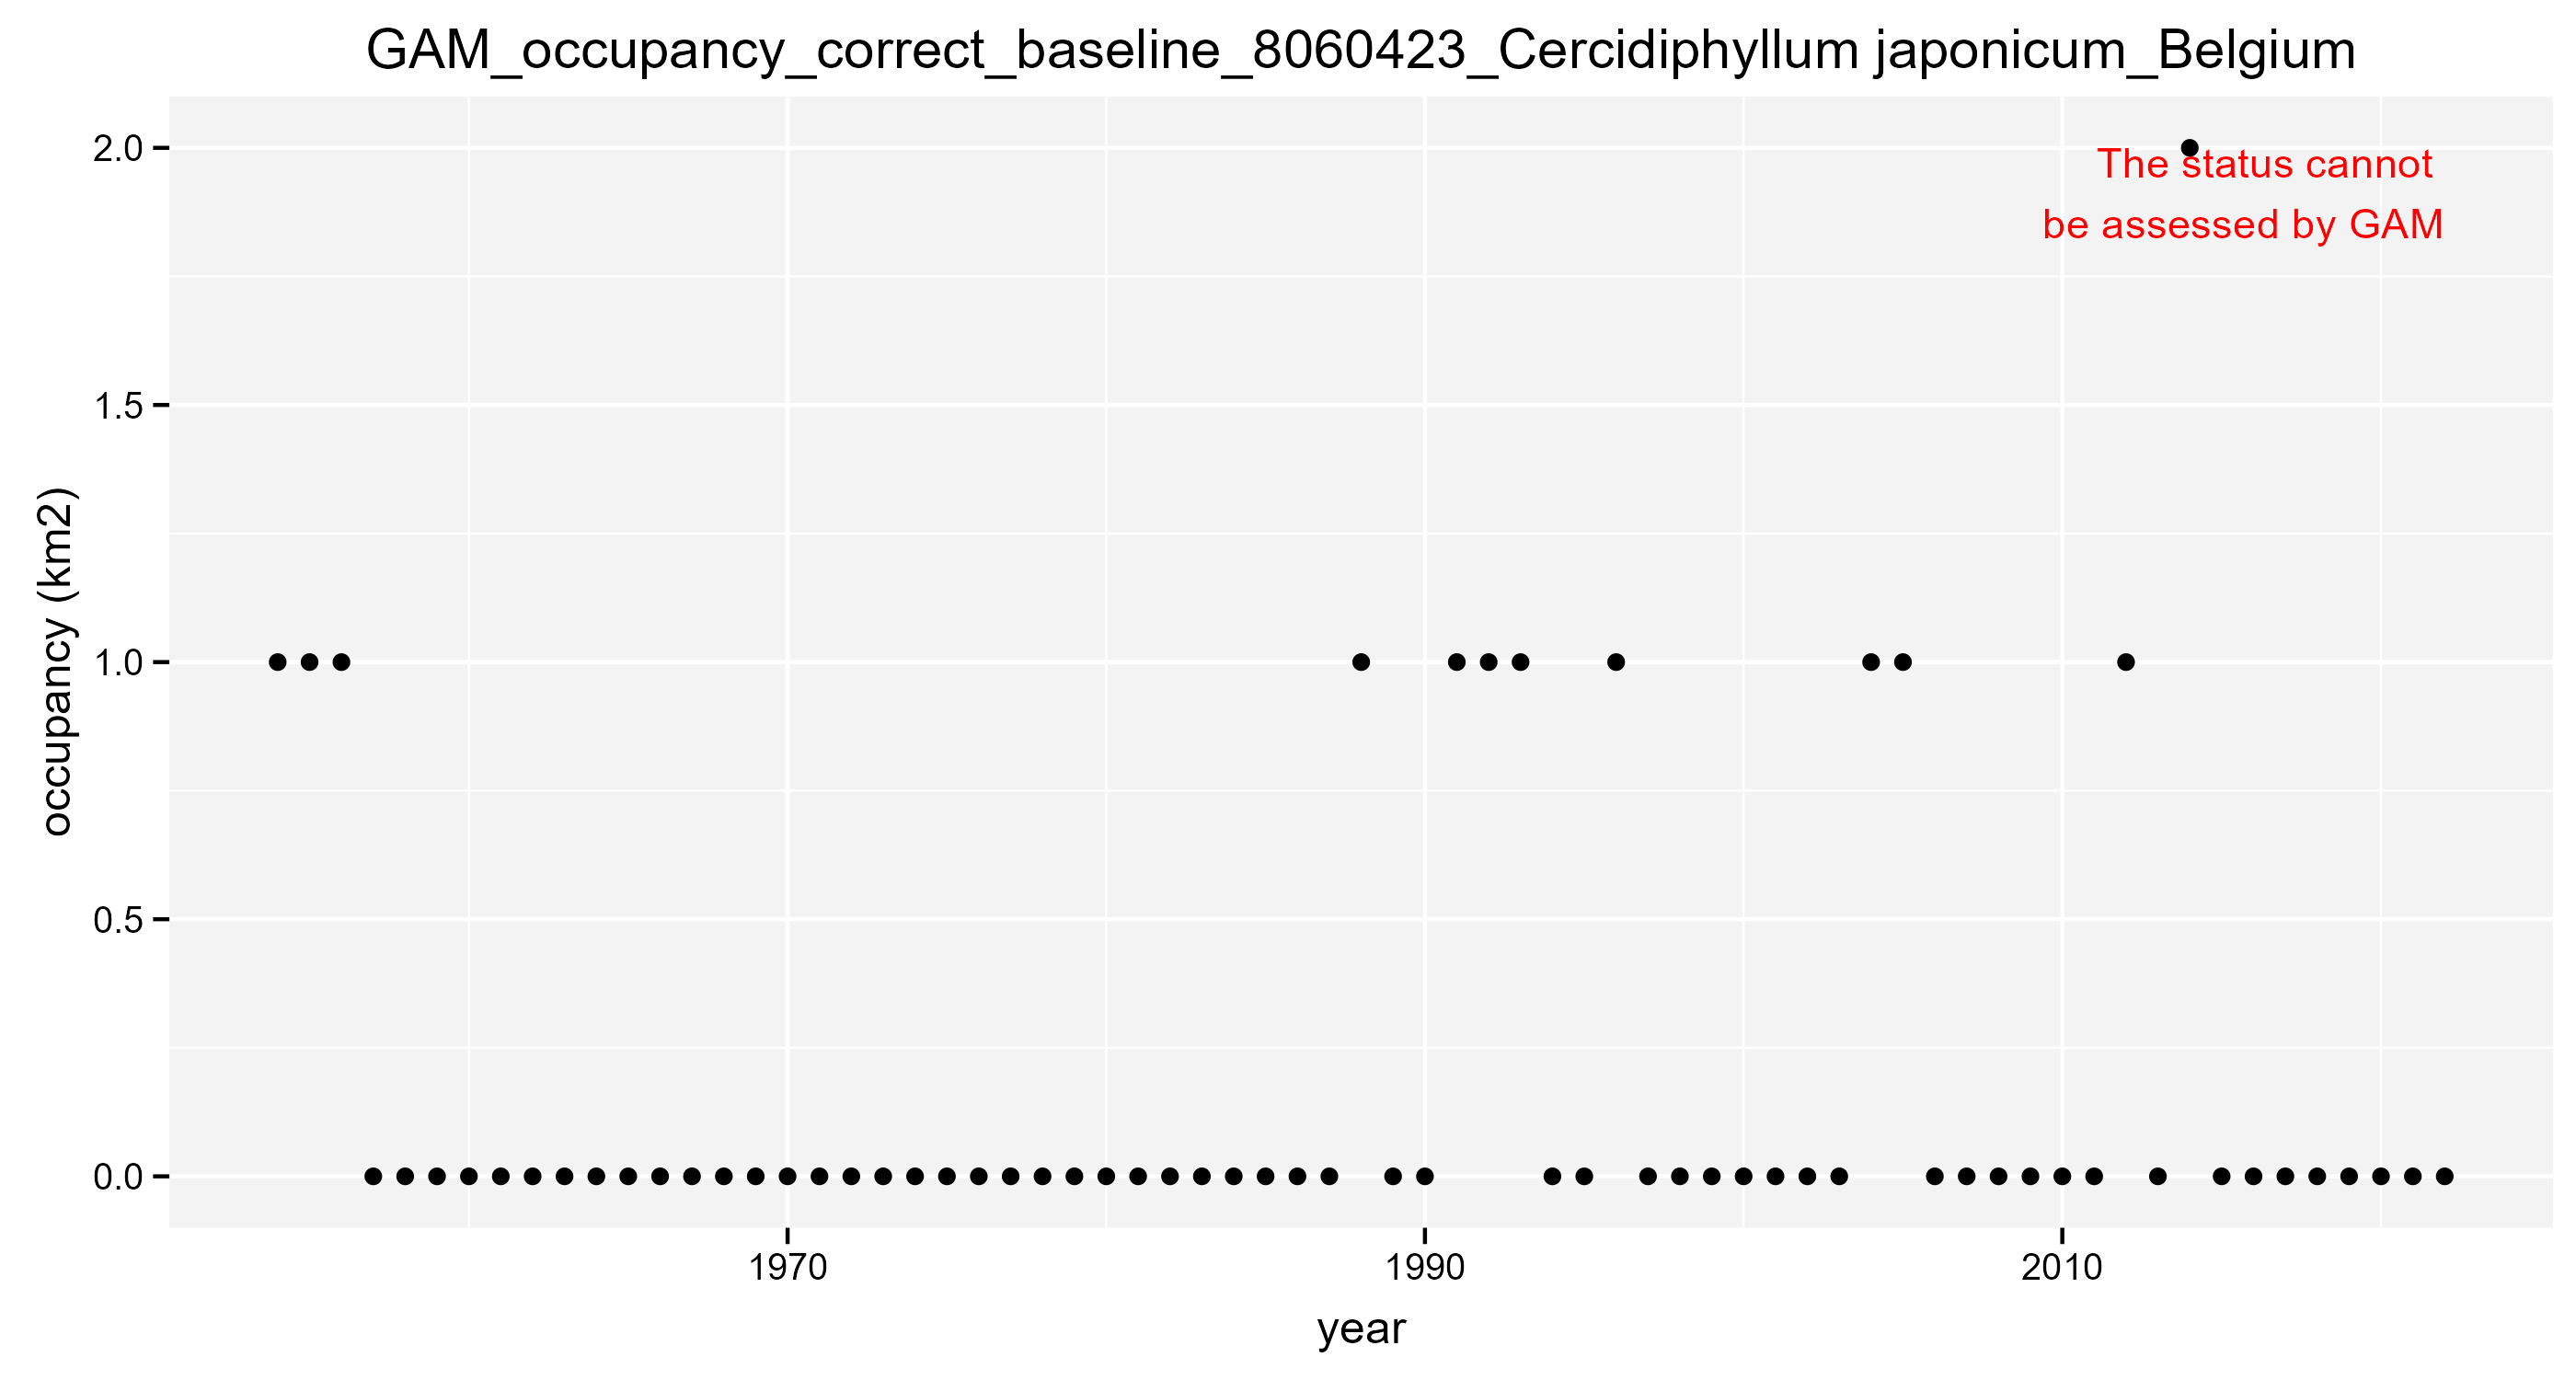 GAM_occupancy_correct_baseline_8060423_Cercidiphyllum japonicum_Belgium
2.0
The status cannot
be assessed by GAM
1.5
occupancy (km2)
1.0
0.5
0.0
1970
1990
2010
year